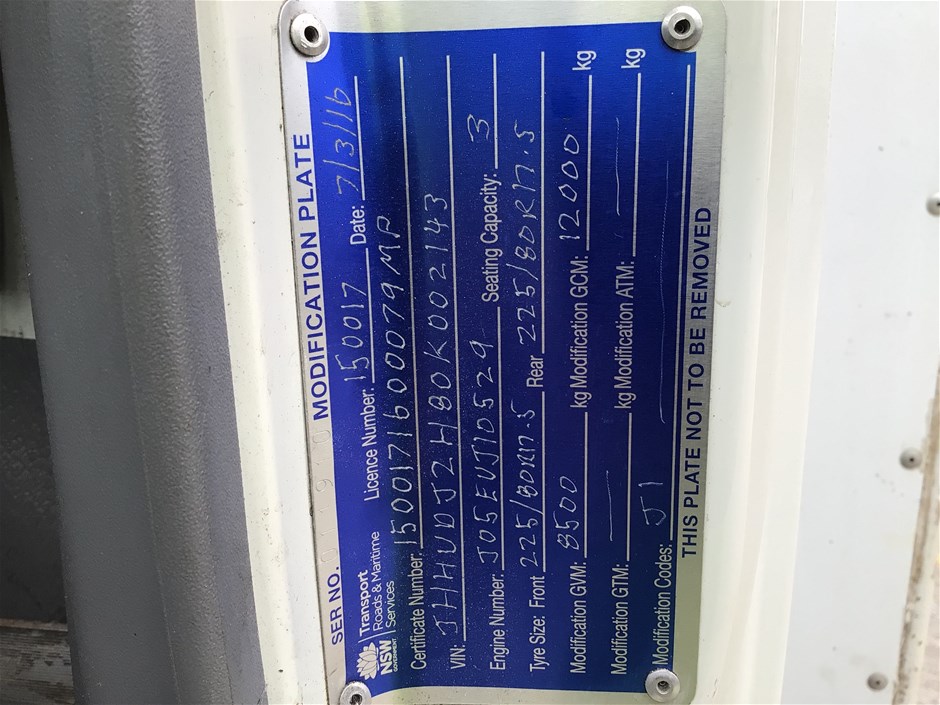 SER NO.
MODIFICATION PLATE
NSW GOVERNMENT
Transport Roads & Maritime Services
Licence Number: 150017 Date: 7/3/16
Certificate Number: 15001716000079MP
VIN: JHHUDJ2H80K002143
Engine Number: J05EUJ10529 Seating Capacity: 3
Tyre Size: Front 225/80R17.5 Rear 225/80R17.5
Modification GVM: 8500 kg Modification GCM: 12000 kg
Modification GTM: — kg Modification ATM: — kg
Modification Codes: J1
THIS PLATE NOT TO BE REMOVED